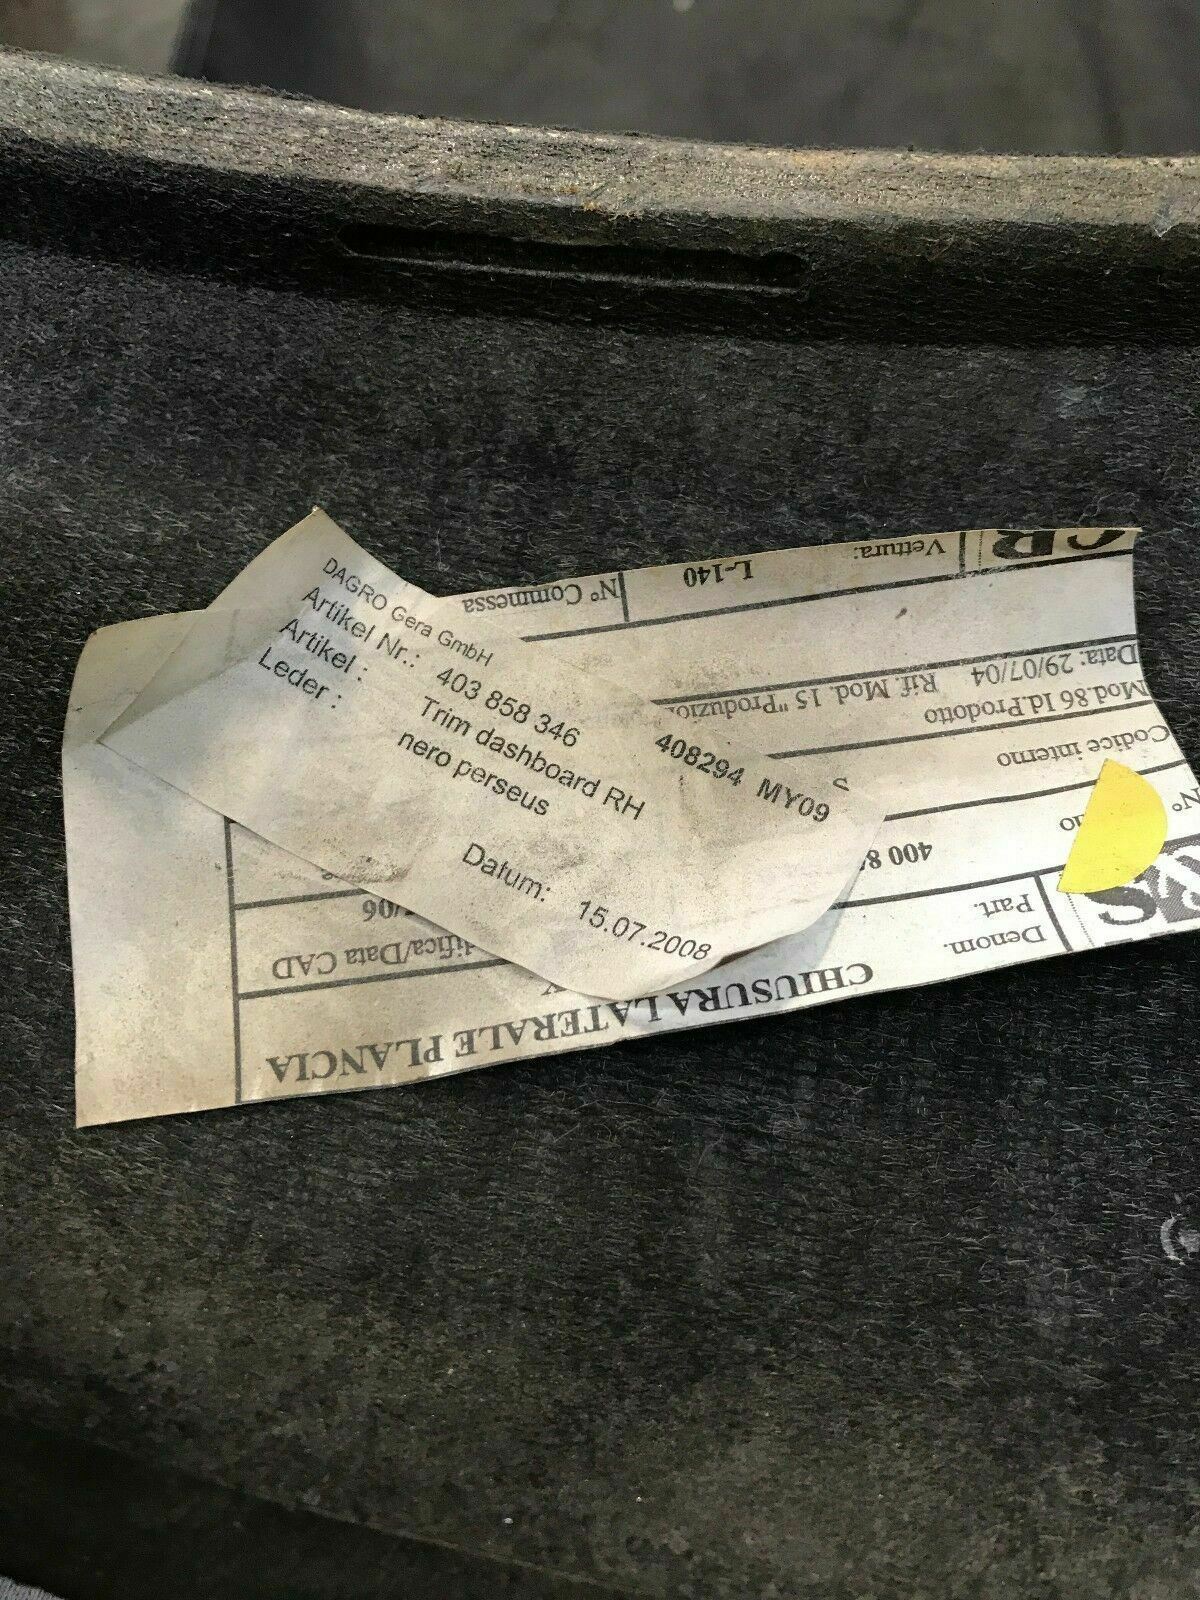 DAGRO Gera GmbH
Artikel Nr.: 403 858 346 408294 MY09
Artikel : Trim dashboard RH
Leder : nero perseus
Datum: 15.07.2008
CHIUSURA LATERALE PLANCIA
Denom.
Part.
400
Codice interno
Mod.86 Id.Prodotto
Data: 29/07/04 Rif. Mod. 15
N° Commessa
L-140
Vettura:
CAD